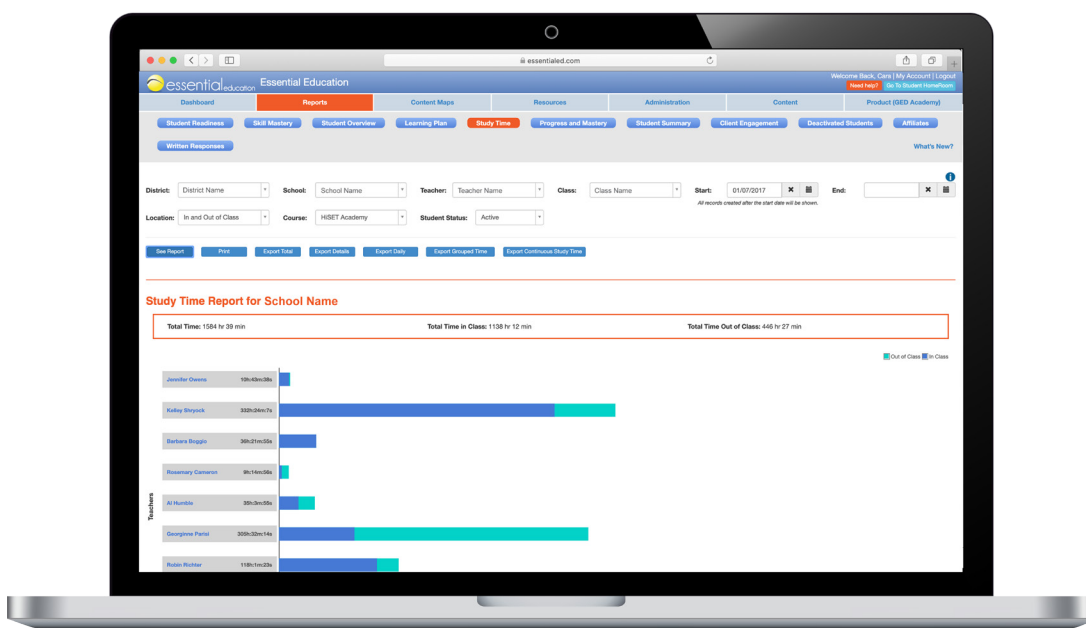 essentialed.com
essential education Essential Education
Welcome Back, Cara | My Account | Logout
Need help? Go To Student HomeRoom
Dashboard Reports Content Maps Resources Administration Content Product (GED Academy)
Student Readiness Skill Mastery Student Overview Learning Plan Study Time Progress and Mastery Student Summary Client Engagement Deactivated Students Affiliates
Written Responses What's New?
District: District Name School: School Name Teacher: Teacher Name Class: Class Name Start: 01/07/2017 End:
All records created after the start date will be shown.
Location: In and Out of Class Course: HiSET Academy Student Status: Active
See Report Print Export Total Export Details Export Daily Export Grouped Time Export Continuous Study Time
Study Time Report for School Name
Total Time: 1584 hr 39 min Total Time in Class: 1138 hr 12 min Total Time Out of Class: 446 hr 27 min
Out of Class In Class
Jennifer Owens 10h:43m:38s
Kelley Shryock 332h:24m:7s
Barbara Boggio 36h:21m:55s
Rosemary Cameron 9h:14m:56s
Teachers
Al Humble 35h:3m:55s
Georginne Parisi 305h:32m:14s
Robin Richter 118h:1m:23s